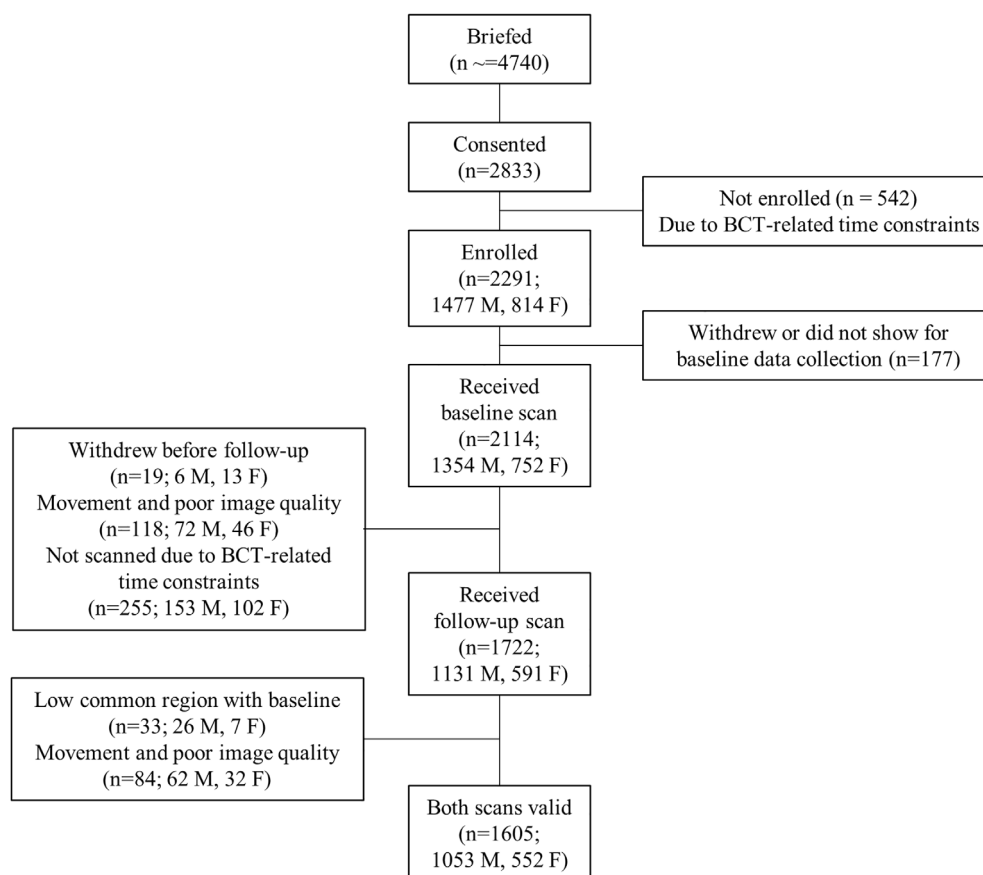 Briefed
(n ~=4740)
Consented
(n=2833)
Not enrolled (n = 542)
Due to BCT-related time constraints
Enrolled
(n=2291;
1477 M, 814 F)
Withdrew or did not show for
baseline data collection (n=177)
Received
baseline scan
(n=2114;
1354 M, 752 F)
Withdrew before follow-up
(n=19; 6 M, 13 F)
Movement and poor image quality
(n=118; 72 M, 46 F)
Not scanned due to BCT-related
time constraints
(n=255; 153 M, 102 F)
Received
follow-up scan
(n=1722;
1131 M, 591 F)
Low common region with baseline
(n=33; 26 M, 7 F)
Movement and poor image quality
(n=84; 62 M, 32 F)
Both scans valid
(n=1605;
1053 M, 552 F)